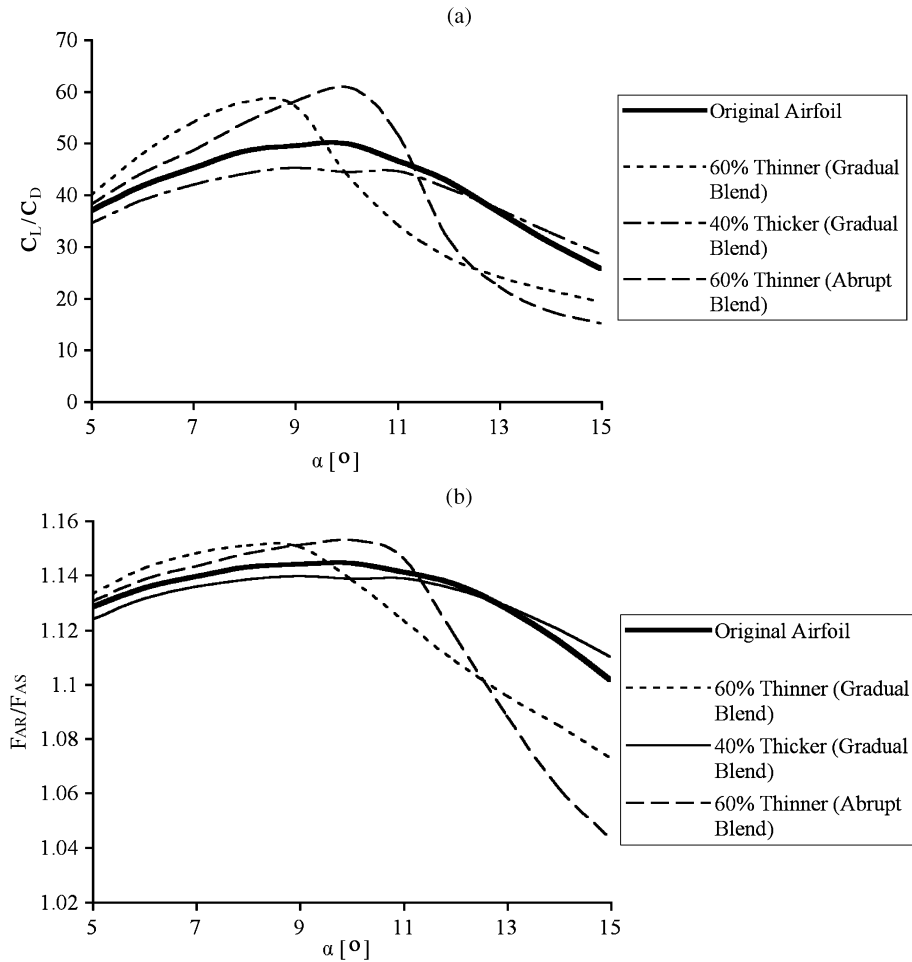 (a)
70
60
50
40
30
20
10
0
5
7
9
11
13
15
C_L/C_D
α [°]
Original Airfoil
60% Thinner (Gradual
Blend)
40% Thicker (Gradual
Blend)
60% Thinner (Abrupt
Blend)
(b)
1.16
1.14
1.12
1.1
1.08
1.06
1.04
1.02
5
7
9
11
13
15
FAR/FAS
α [°]
Original Airfoil
60% Thinner (Gradual
Blend)
40% Thicker (Gradual
Blend)
60% Thinner (Abrupt
Blend)